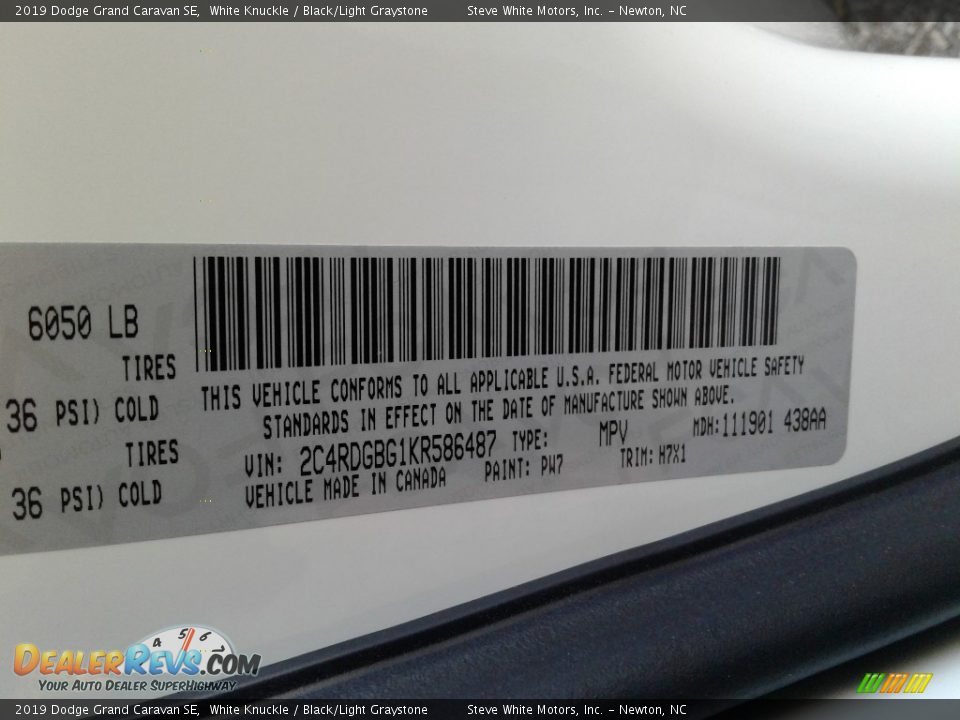 2019 Dodge Grand Caravan SE, White Knuckle / Black/Light Graystone Steve White Motors, Inc. - Newton, NC
6050 LB
TIRES
36 PSI) COLD
TIRES
36 PSI) COLD
THIS VEHICLE CONFORMS TO ALL APPLICABLE U.S.A. FEDERAL MOTOR VEHICLE SAFETY
STANDARDS IN EFFECT ON THE DATE OF MANUFACTURE SHOWN ABOVE.
VIN: 2C4RDGBG1KR586487 TYPE: MPV MDH:111901 438AA
VEHICLE MADE IN CANADA PAINT: PW7 TRIM: H7X1
4 5 6
DEALERREVS.COM
YOUR AUTO DEALER SUPERHIGHWAY
2019 Dodge Grand Caravan SE, White Knuckle / Black/Light Graystone Steve White Motors, Inc. - Newton, NC